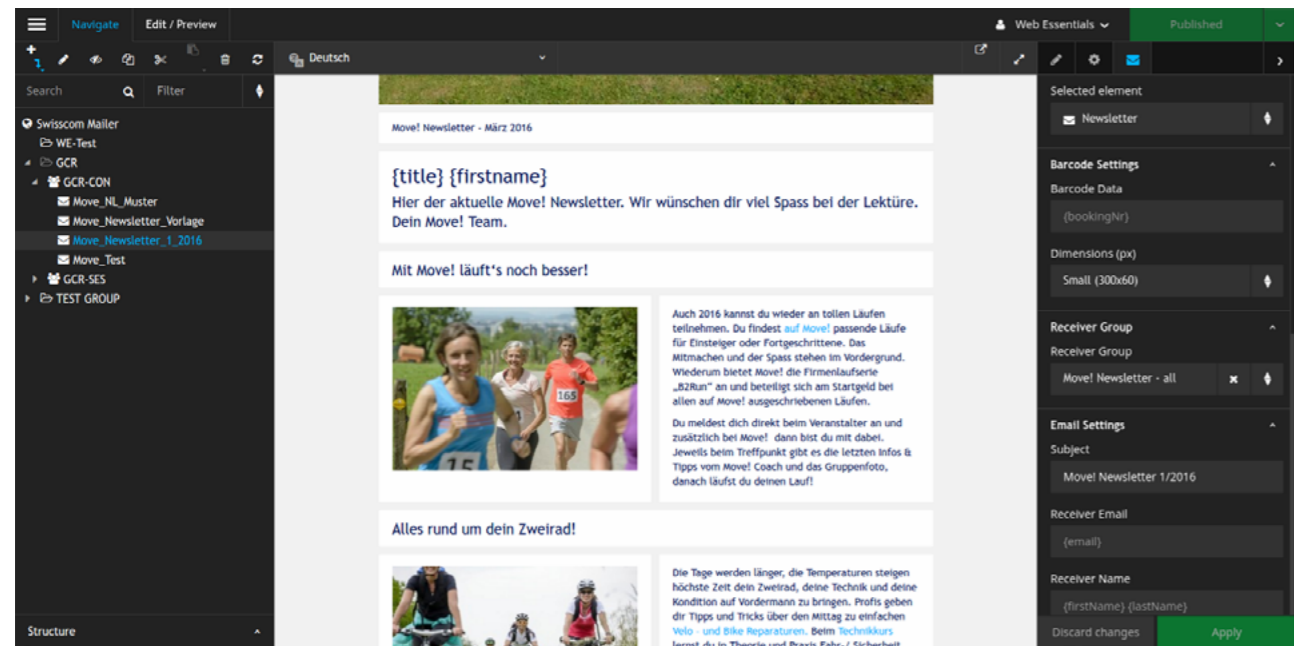 Navigate
Edit / Preview
Web Essentials
Published
Deutsch
Search
Filter
Swisscom Mailer
WE-Test
GCR
GCR-CON
Move_NL_Muster
Move_Newsletter_Vorlage
Move_Newsletter_1_2016
Move_Test
GCR-SES
TEST GROUP
Structure
Move! Newsletter - März 2016
{title} {firstname}
Hier der aktuelle Move! Newsletter. Wir wünschen dir viel Spass bei der Lektüre.
Dein Move! Team.
Mit Move! läuft's noch besser!
165
15
Auch 2016 kannst du wieder an tollen Läufen
teilnehmen. Du findest auf Move! passende Läufe
für Einsteiger oder Fortgeschrittene. Das
Mitmachen und der Spass stehen im Vordergrund.
Wiederum bietet Move! die Firmenlaufserie
„B2Run“ an und beteiligt sich am Startgeld bei
allen auf Move! ausgeschriebenen Läufen.
Du meldest dich direkt beim Veranstalter an und
zusätzlich bei Move! dann bist du mit dabei.
Jeweils beim Treffpunkt gibt es die letzten Infos &
Tipps vom Move! Coach und das Gruppenfoto,
danach läufst du deinen Lauf!
Alles rund um dein Zweirad!
Die Tage werden länger, die Temperaturen steigen
höchste Zeit dein Zweirad, deine Technik und deine
Kondition auf Vordermann zu bringen. Profis geben
dir Tipps und Tricks über den Mittag zu einfachen
Velo - und Bike Reparaturen. Beim Technikkurs
lernst du in Theorie und Praxis Fahr-/ Sicherheit
Selected element
Newsletter
Barcode Settings
Barcode Data
{bookingNr}
Dimensions (px)
Small (300x60)
Receiver Group
Receiver Group
Move! Newsletter - all
Email Settings
Subject
Move! Newsletter 1/2016
Receiver Email
{email}
Receiver Name
{firstName} {lastName}
Discard changes
Apply